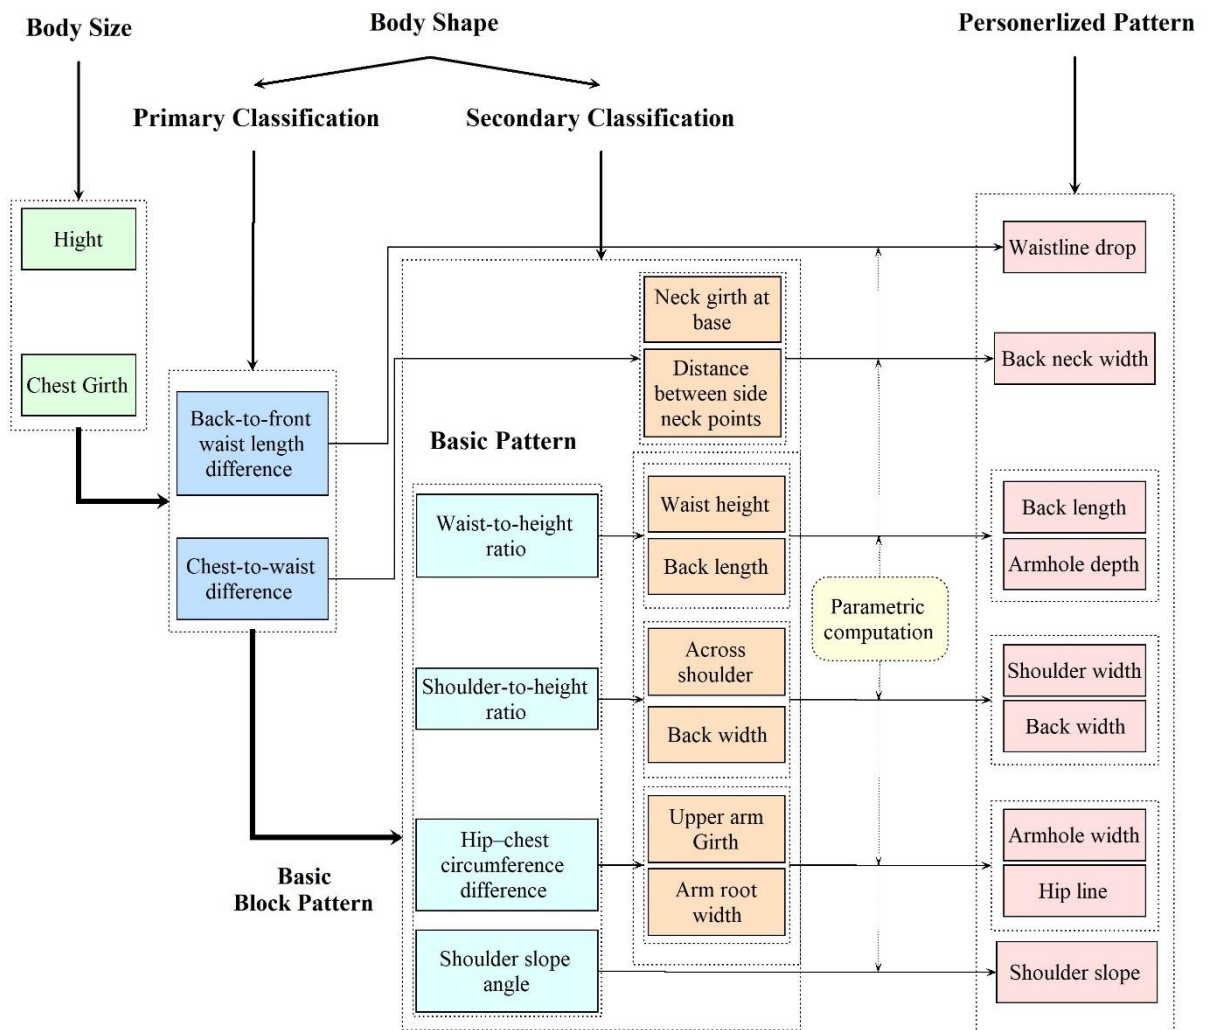 Body Size
Body Shape
Personerlized Pattern
Primary Classification
Secondary Classification
Hight
Chest Girth
Back-to-front
waist length
difference
Chest-to-waist
difference
Basic
Block Pattern
Basic Pattern
Waist-to-height
ratio
Shoulder-to-height
ratio
Hip–chest
circumference
difference
Shoulder slope
angle
Neck girth at
base
Distance
between side
neck points
Waist height
Back length
Across
shoulder
Back width
Upper arm
Girth
Arm root
width
Parametric
computation
Waistline drop
Back neck width
Back length
Armhole depth
Shoulder width
Back width
Armhole width
Hip line
Shoulder slope